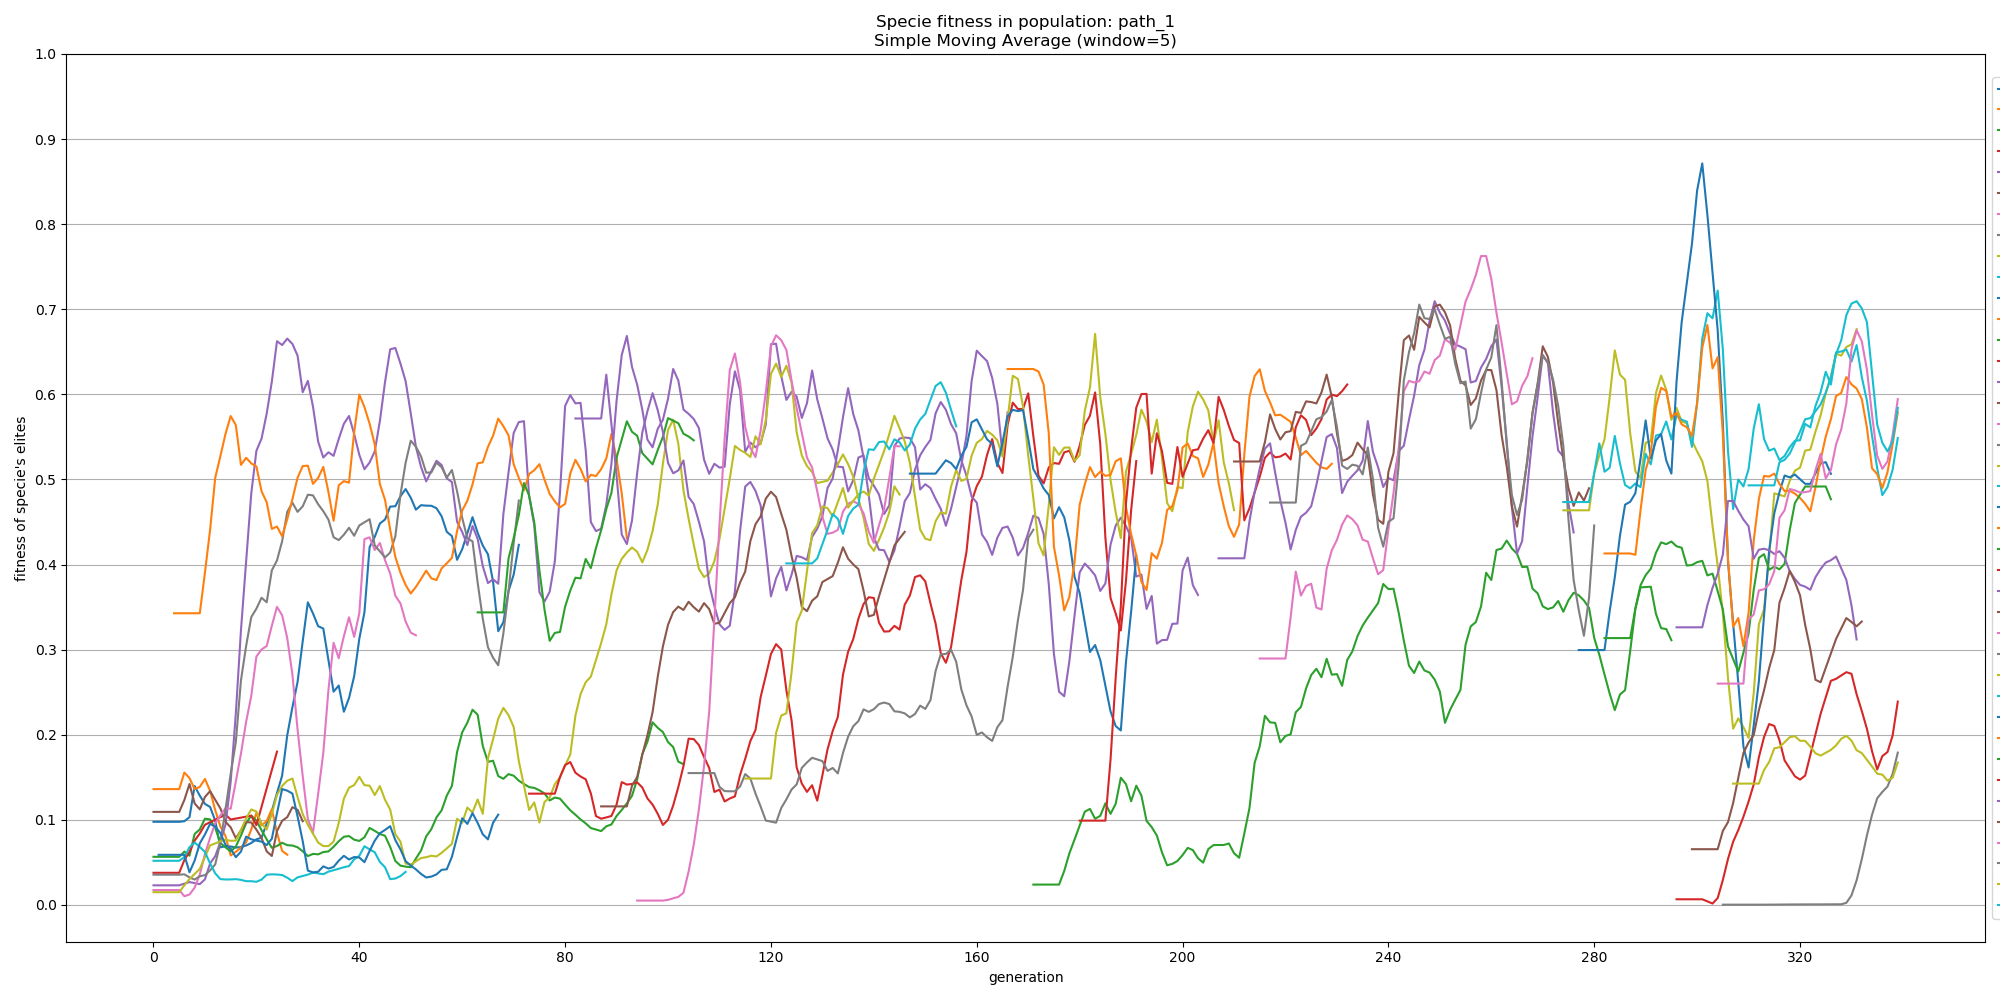 Specie fitness in population: path_1
Simple Moving Average (window=5)
1.0
0.9
0.8
0.7
0.6
0.5
0.4
0.3
0.2
0.1
0.0
fitness of specie's elites
0 40 80 120 160 200 240 280 320
generation